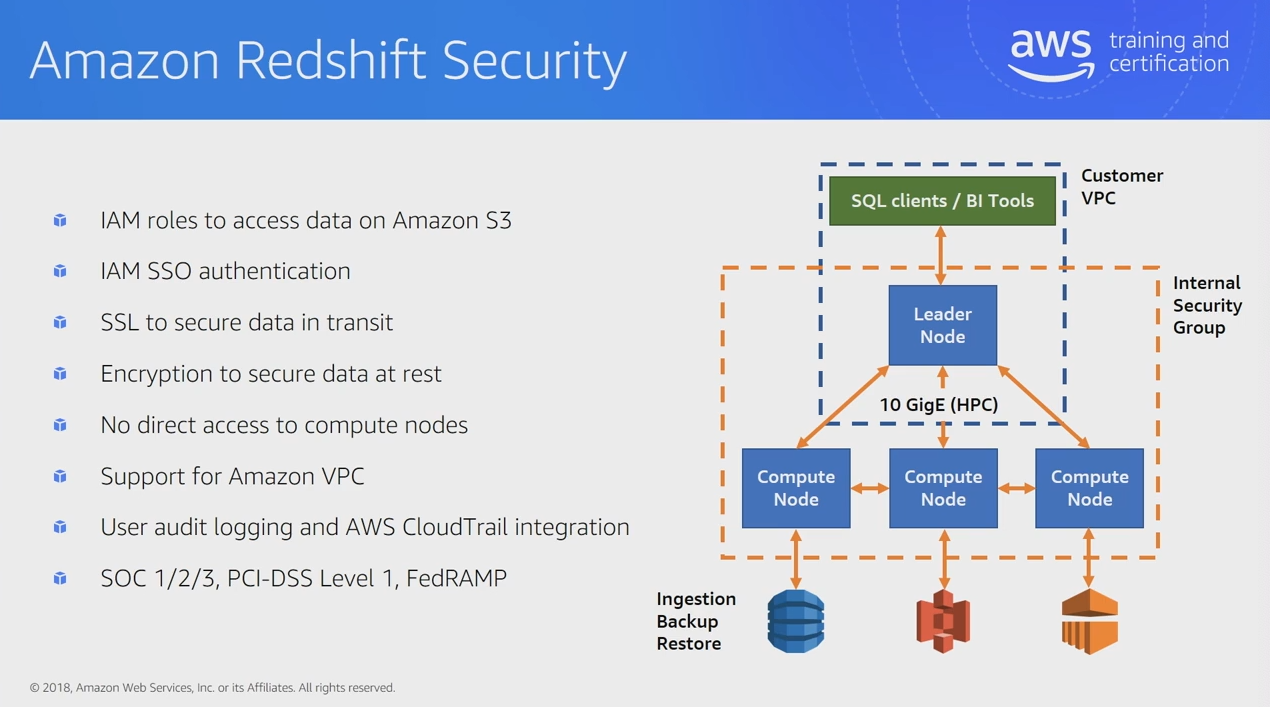 Amazon Redshift Security
aws
training and
certification
IAM roles to access data on Amazon S3
IAM SSO authentication
SSL to secure data in transit
Encryption to secure data at rest
No direct access to compute nodes
Support for Amazon VPC
User audit logging and AWS CloudTrail integration
SOC 1/2/3, PCI-DSS Level 1, FedRAMP
SQL clients / BI Tools
Customer
VPC
Internal
Security
Group
Leader
Node
10 GigE (HPC)
Compute
Node
Compute
Node
Compute
Node
Ingestion
Backup
Restore
© 2018, Amazon Web Services, Inc. or its Affiliates. All rights reserved.